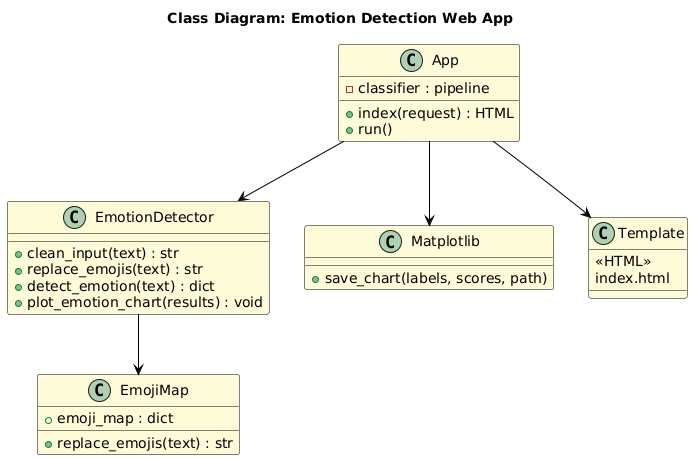 Class Diagram: Emotion Detection Web App
C App
classifier : pipeline
index(request) : HTML
run()
C EmotionDetector
clean_input(text) : str
replace_emojis(text) : str
detect_emotion(text) : dict
plot_emotion_chart(results) : void
C Matplotlib
save_chart(labels, scores, path)
C Template
«HTML»
index.html
C EmojiMap
emoji_map : dict
replace_emojis(text) : str